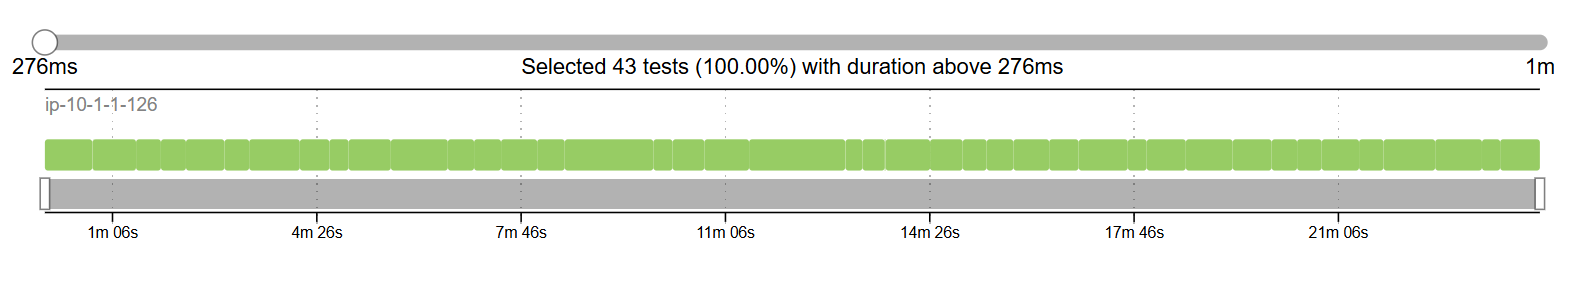 276ms Selected 43 tests (100.00%) with duration above 276ms 1m
ip-10-1-1-126
1m 06s 4m 26s 7m 46s 11m 06s 14m 26s 17m 46s 21m 06s